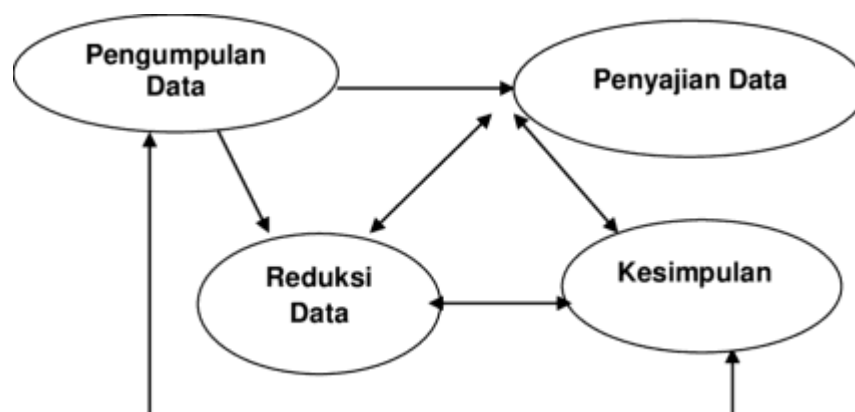 Pengumpulan
Data
Penyajian Data
Reduksi
Data
Kesimpulan